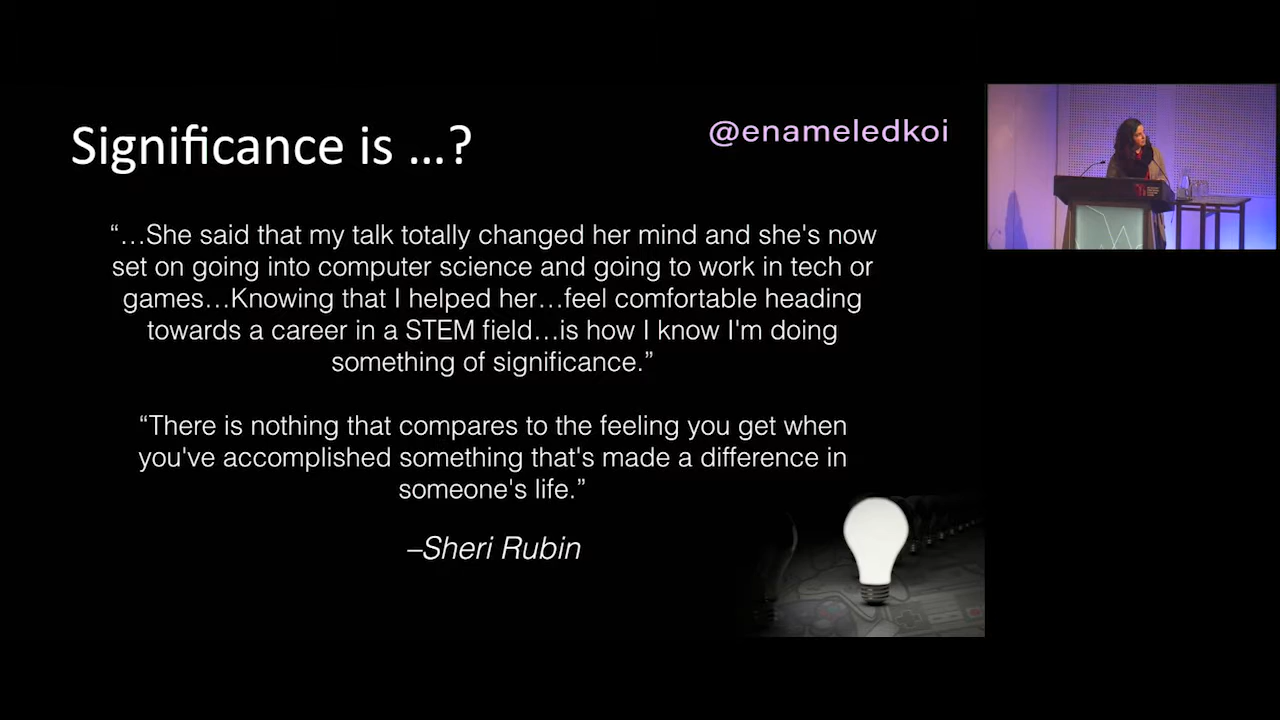 Significance is ...?
@enameledkoi
“…She said that my talk totally changed her mind and she's now
set on going into computer science and going to work in tech or
games…Knowing that I helped her…feel comfortable heading
towards a career in a STEM field…is how I know I'm doing
something of significance.”
“There is nothing that compares to the feeling you get when
you've accomplished something that's made a difference in
someone's life.”
–Sheri Rubin